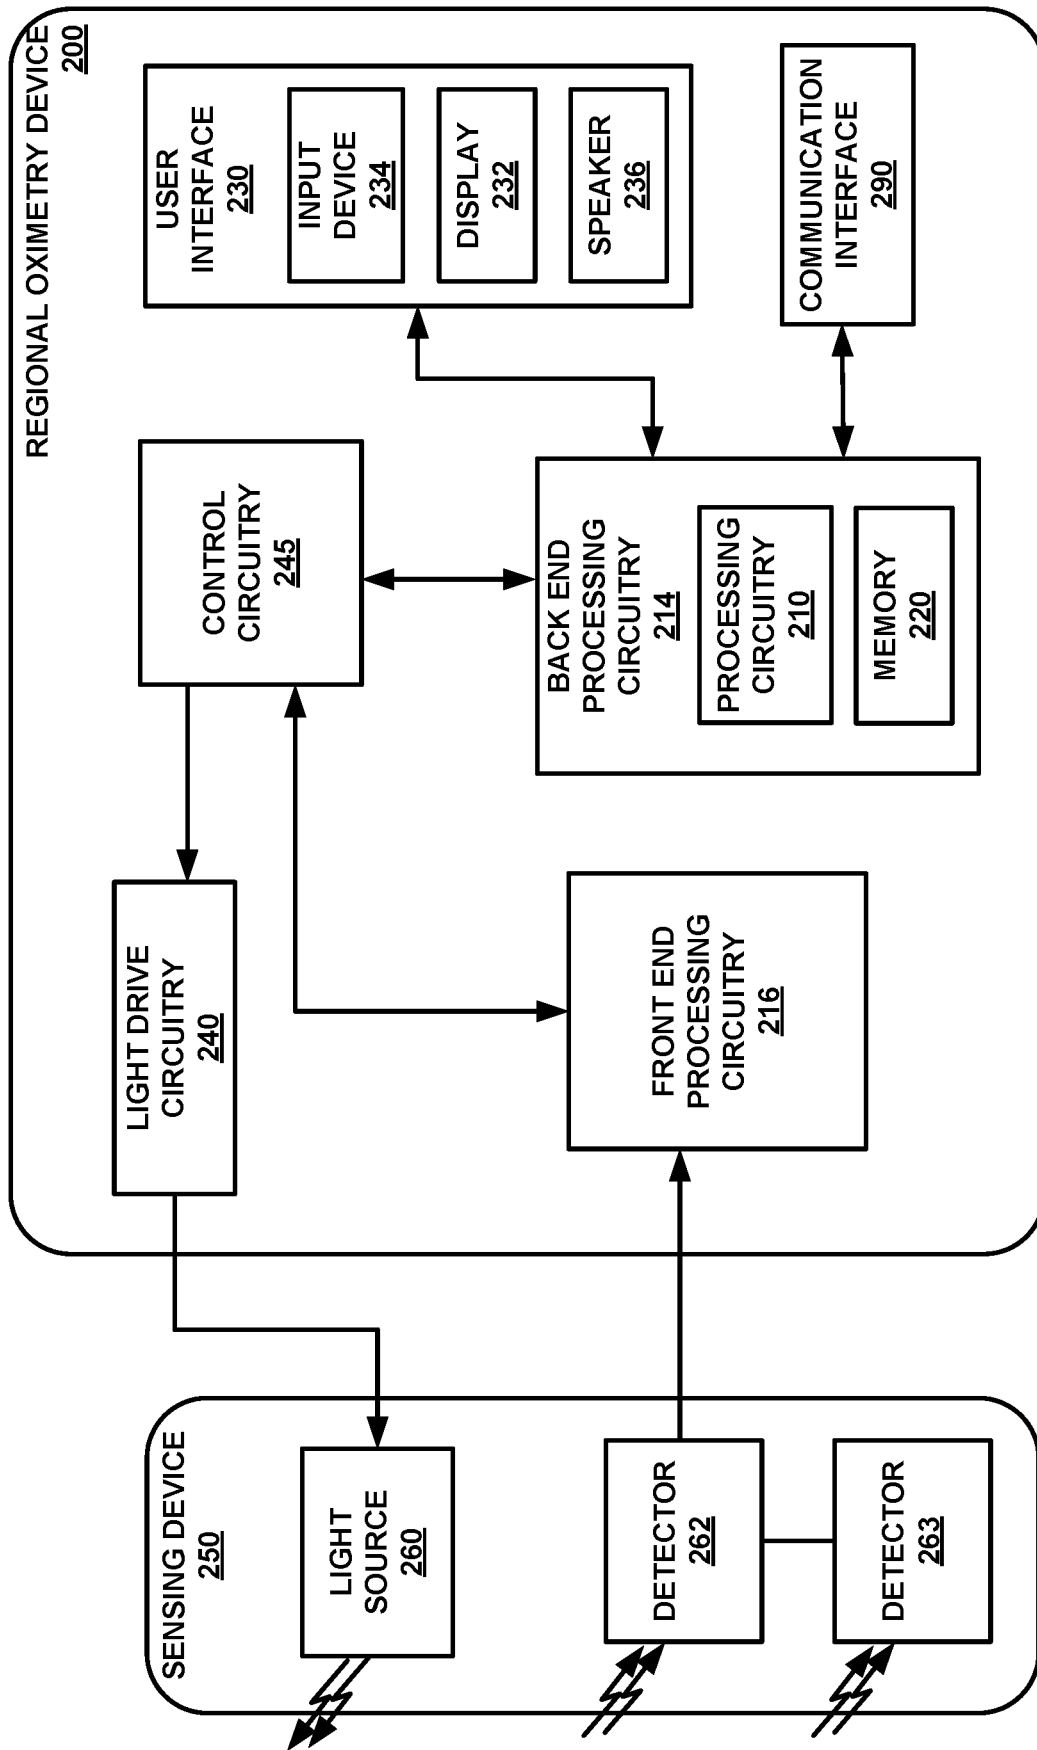 REGIONAL OXIMETRY DEVICE
200
SENSING DEVICE
250
LIGHT
SOURCE
260
DETECTOR
262
DETECTOR
263
LIGHT DRIVE
CIRCUITRY
240
FRONT END
PROCESSING
CIRCUITRY
216
CONTROL
CIRCUITRY
245
BACK END
PROCESSING
CIRCUITRY
214
PROCESSING
CIRCUITRY
210
MEMORY
220
USER
INTERFACE
230
INPUT
DEVICE
234
DISPLAY
232
SPEAKER
236
COMMUNICATION
INTERFACE
290